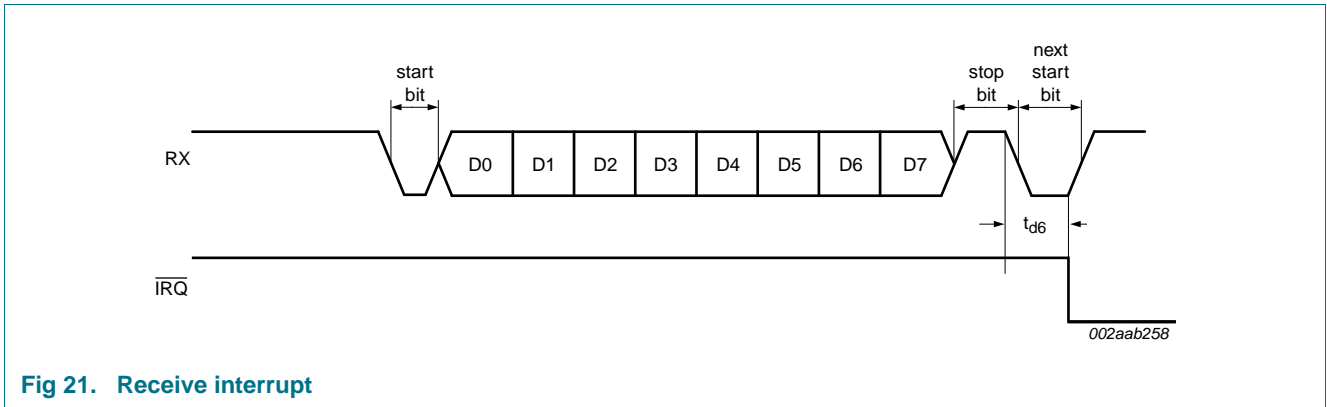 start
bit
stop
bit
next
start
bit
RX
D0 D1 D2 D3 D4 D5 D6 D7
td6
IRQ
002aab258
Fig 21. Receive interrupt